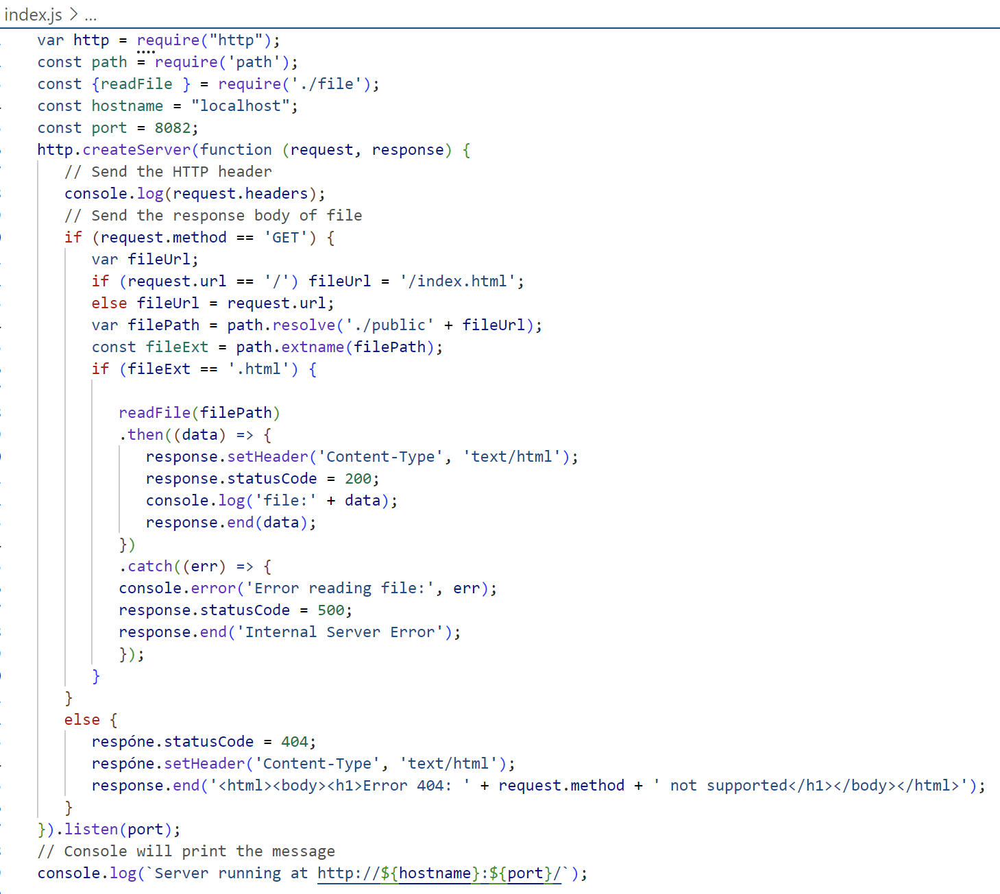 index.js > ...
var http = require("http");
const path = require('path');
const {readFile } = require('./file');
const hostname = "localhost";
const port = 8082;
http.createServer(function (request, response) {
// Send the HTTP header
console.log(request.headers);
// Send the response body of file
if (request.method == 'GET') {
var fileUrl;
if (request.url == '/') fileUrl = '/index.html';
else fileUrl = request.url;
var filePath = path.resolve('./public' + fileUrl);
const fileExt = path.extname(filePath);
if (fileExt == '.html') {
readFile(filePath)
.then((data) => {
response.setHeader('Content-Type', 'text/html');
response.statusCode = 200;
console.log('file:' + data);
response.end(data);
})
.catch((err) => {
console.error('Error reading file:', err);
response.statusCode = 500;
response.end('Internal Server Error');
});
}
}
else {
respóne.statusCode = 404;
respóne.setHeader('Content-Type', 'text/html');
response.end('<html><body><h1>Error 404: ' + request.method + ' not supported</h1></body></html>');
}
}).listen(port);
// Console will print the message
console.log(`Server running at http://${hostname}:${port}/`);